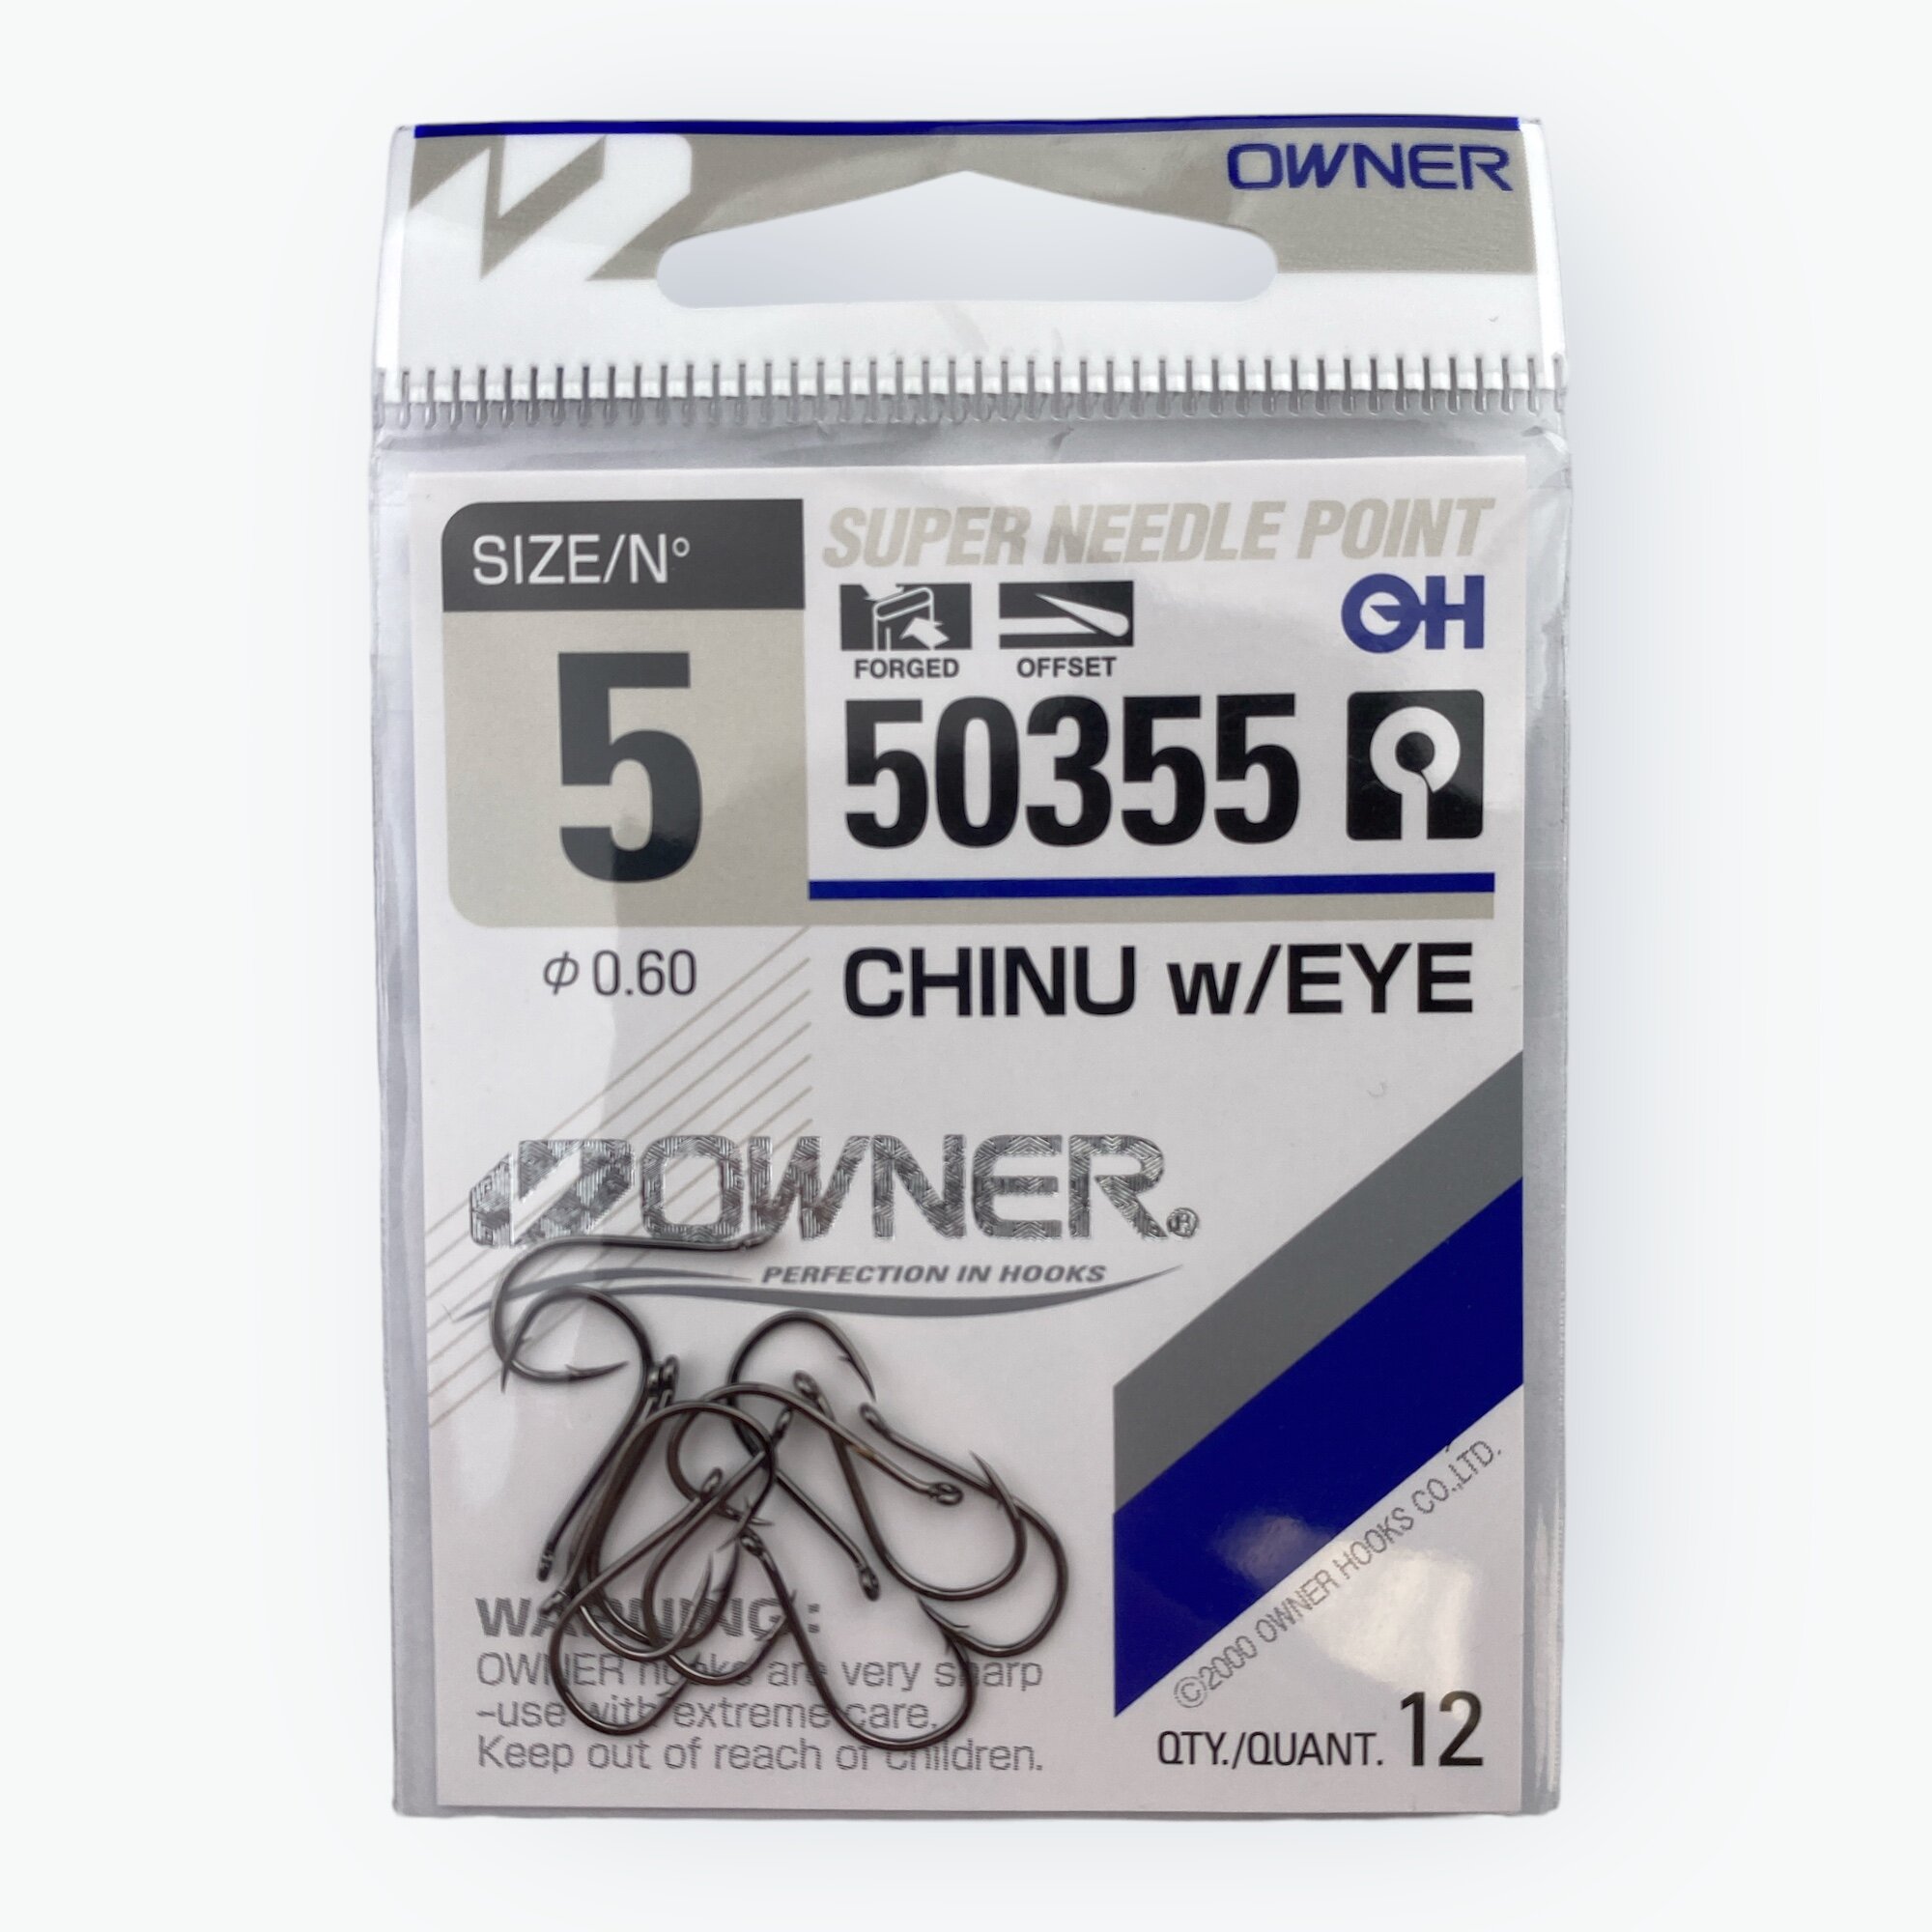 OWNER
SIZE/Nº
5
φ 0.60
SUPER NEEDLE POINT
FORGED OFFSET
50355
CHINU w/EYE
OWNER®
PERFECTION IN HOOKS
WARNING:
OWNER hooks are very sharp
-use with extreme care.
Keep out of reach of children.
©2000 OWNER HOOKS CO.,LTD.
QTY./QUANT. 12